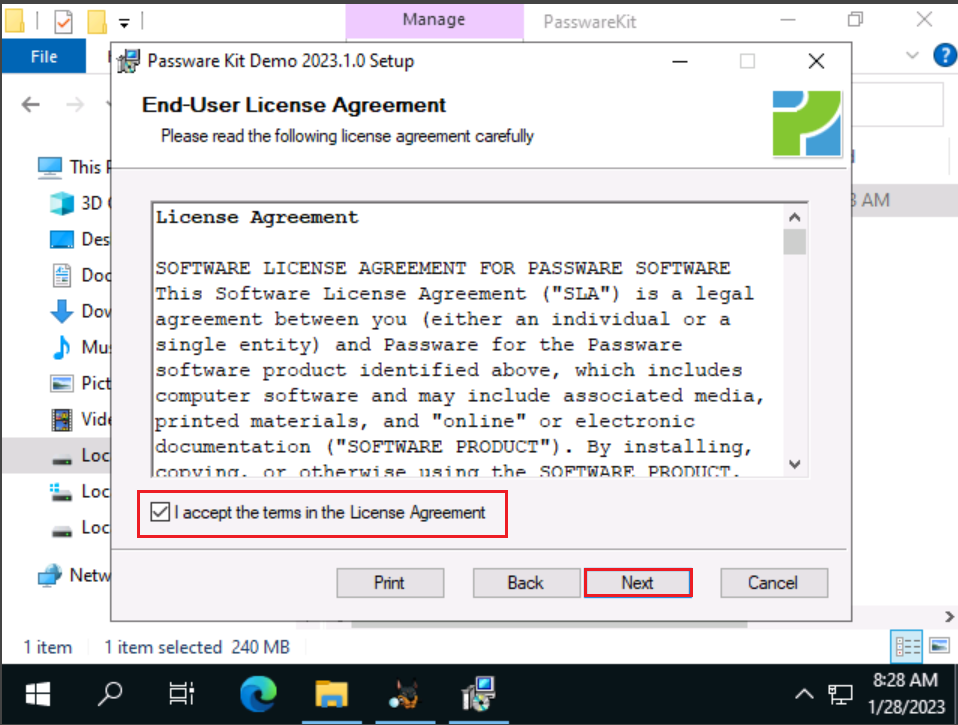 Manage
PasswareKit
File
Passware Kit Demo 2023.1.0 Setup
?
End-User License Agreement
Please read the following license agreement carefully
This P
3D
Des
Doc
Dow
Mus
Pict
Vide
Loc
Loc
Loc
Netw
AM
License Agreement
SOFTWARE LICENSE AGREEMENT FOR PASSWARE SOFTWARE
This Software License Agreement ("SLA") is a legal
agreement between you (either an individual or a
single entity) and Passware for the Passware
software product identified above, which includes
computer software and may include associated media,
printed materials, and "online" or electronic
documentation ("SOFTWARE PRODUCT"). By installing,
copying, or otherwise using the SOFTWARE PRODUCT,
I accept the terms in the License Agreement
Print
Back
Next
Cancel
1 item
1 item selected 240 MB
8:28 AM
1/28/2023